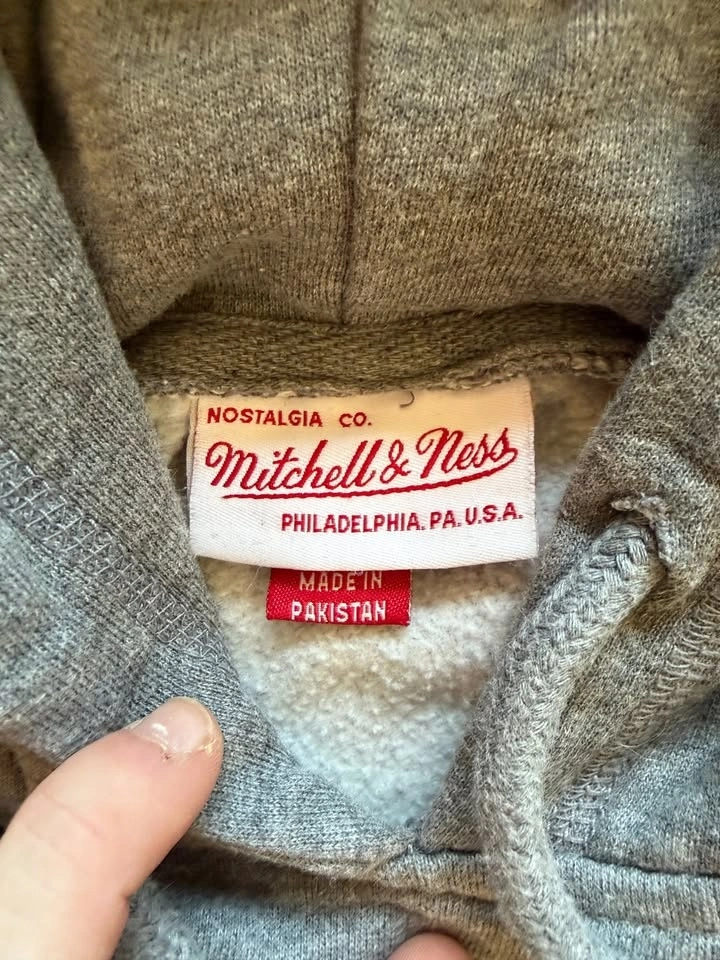 NOSTALGIA CO.
Mitchell & Ness
PHILADELPHIA. PA. U.S.A.
MADE IN
PAKISTAN